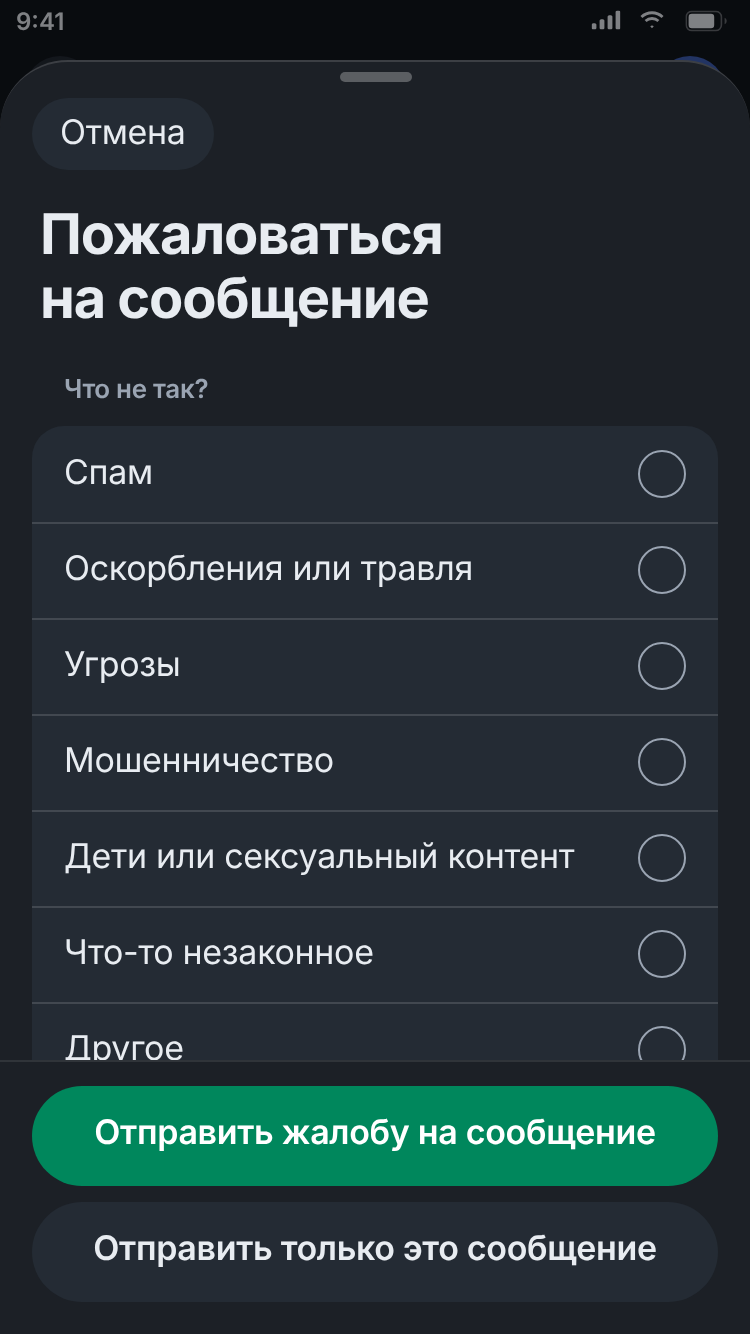 9:41
Отмена
Пожаловаться
на сообщение
Что не так?
Спам
Оскорбления или травля
Угрозы
Мошенничество
Дети или сексуальный контент
Что-то незаконное
Другое
Отправить жалобу на сообщение
Отправить только это сообщение